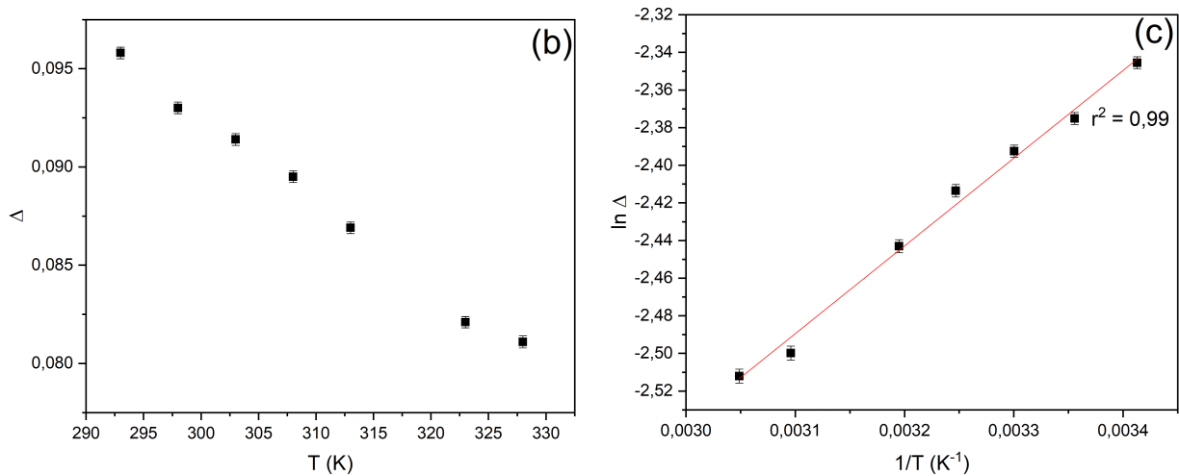 (b)
0,095
0,090
0,085
0,080
Δ
290 295 300 305 310 315 320 325 330
T (K)
(c)
-2,32
-2,34
-2,36
-2,38
-2,40
-2,42
-2,44
-2,46
-2,48
-2,50
-2,52
ln Δ
r² = 0,99
0,0030 0,0031 0,0032 0,0033 0,0034
1/T (K⁻¹)